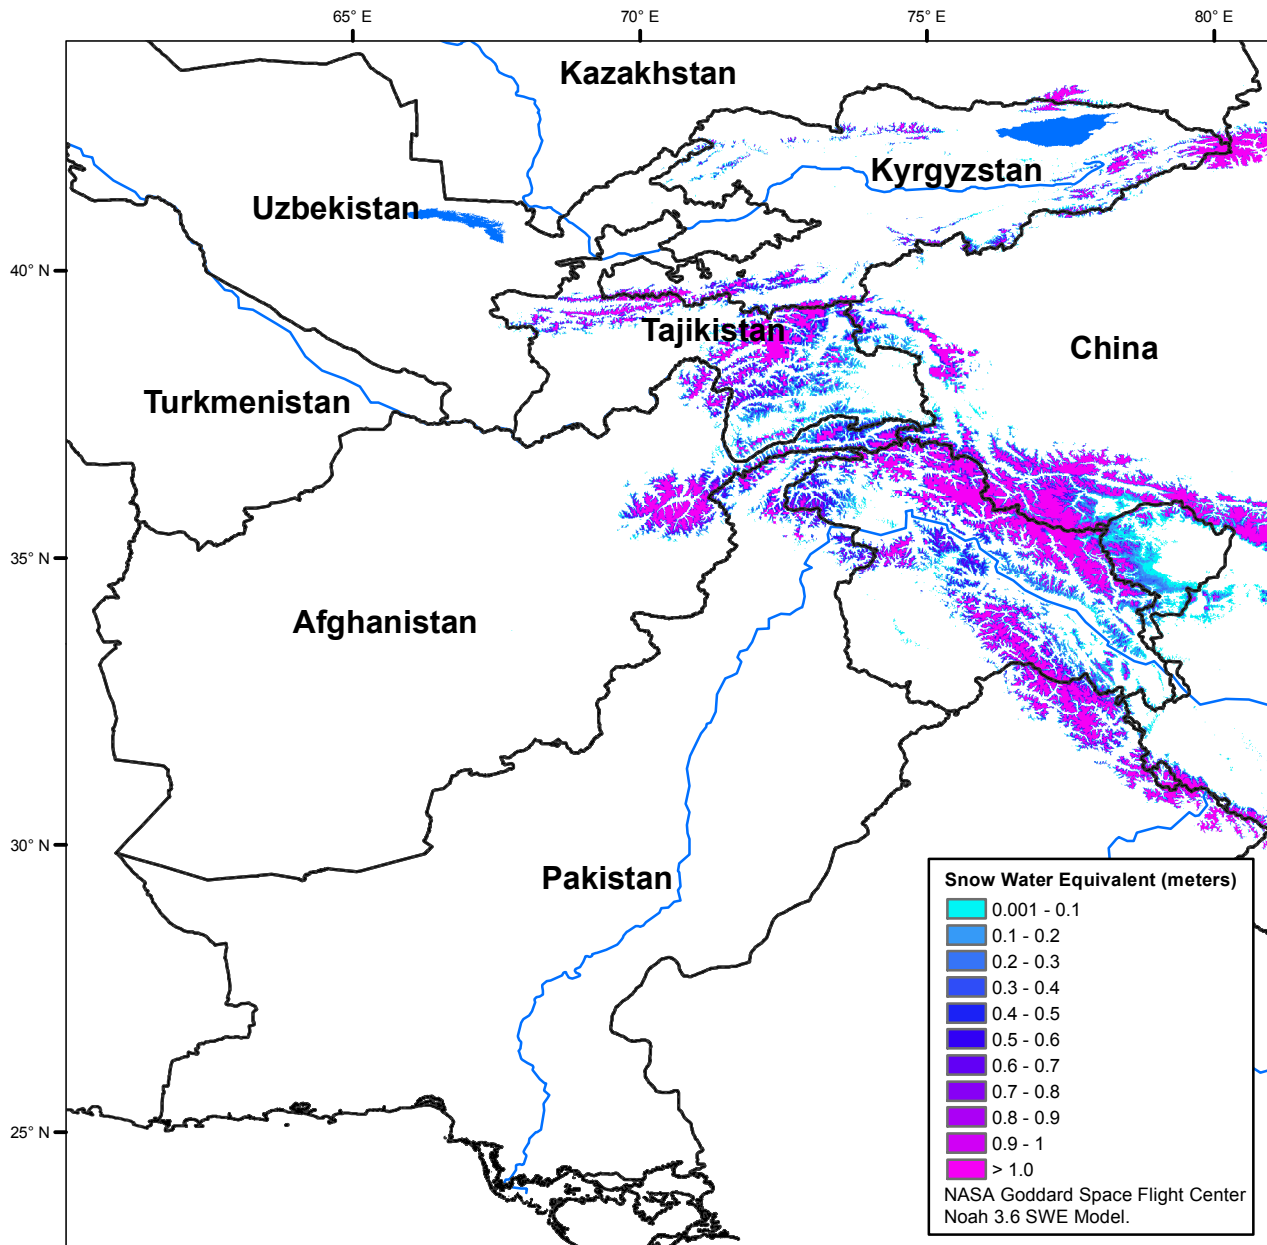 65° E
70° E
75° E
80° E
Kazakhstan
Kyrgyzstan
Uzbekistan
40° N
Tajikistan
China
Turkmenistan
35° N
Afghanistan
30° N
Pakistan
Snow Water Equivalent (meters)
0.001 - 0.1
0.1 - 0.2
0.2 - 0.3
0.3 - 0.4
0.4 - 0.5
0.5 - 0.6
0.6 - 0.7
0.7 - 0.8
0.8 - 0.9
0.9 - 1
> 1.0
NASA Goddard Space Flight Center
Noah 3.6 SWE Model.
25° N